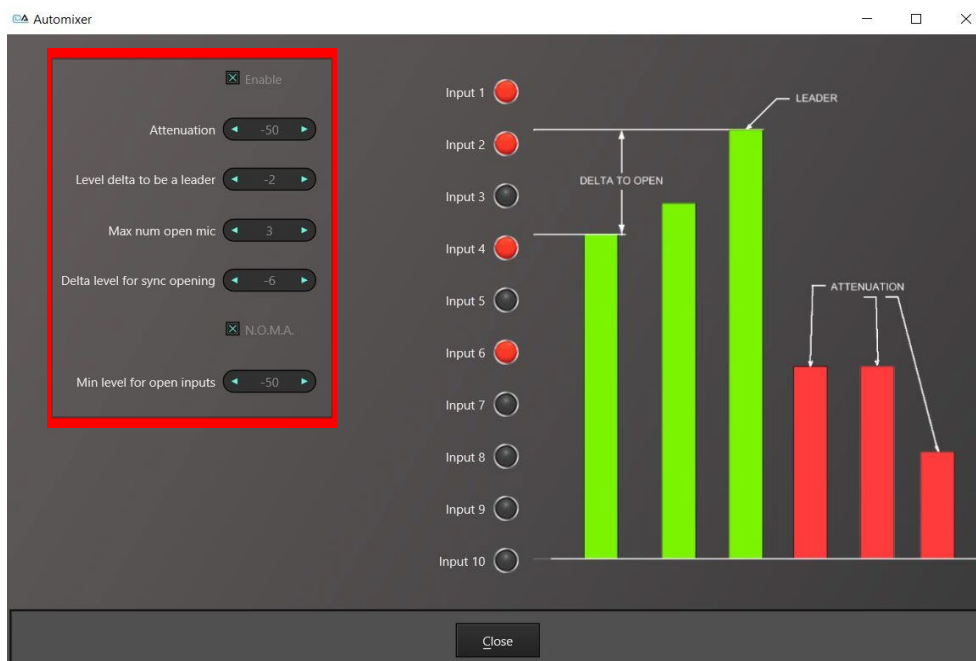 Automixer
Enable
Attenuation -50
Level delta to be a leader -2
Max num open mic 3
Delta level for sync opening -6
N.O.M.A.
Min level for open inputs -50
Input 1
Input 2
Input 3
Input 4
Input 5
Input 6
Input 7
Input 8
Input 9
Input 10
LEADER
DELTA TO OPEN
ATTENUATION
Close